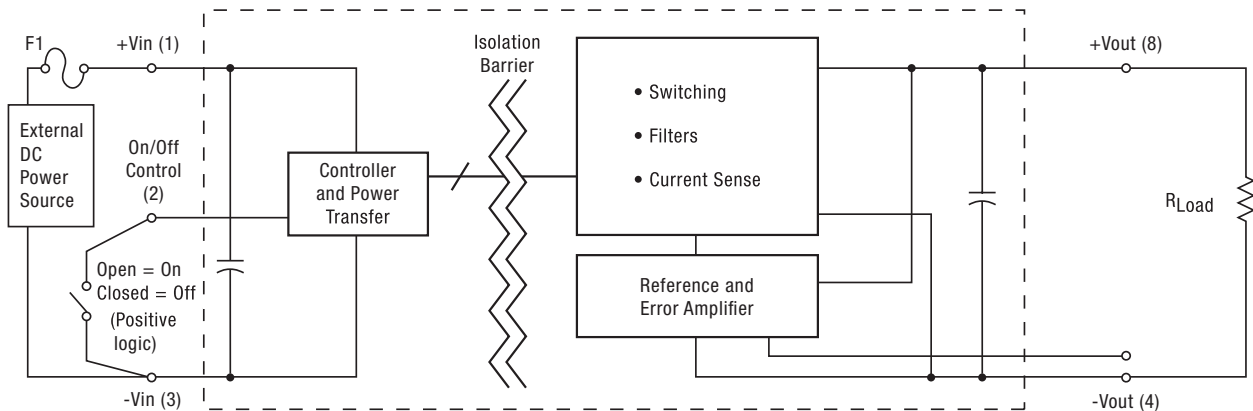 F1
+Vin (1)
External
DC
Power
Source
On/Off
Control
(2)
Open = On
Closed = Off
(Positive
logic)
-Vin (3)
Controller
and Power
Transfer
Isolation
Barrier
• Switching
• Filters
• Current Sense
Reference and
Error Amplifier
+Vout (8)
RLoad
-Vout (4)